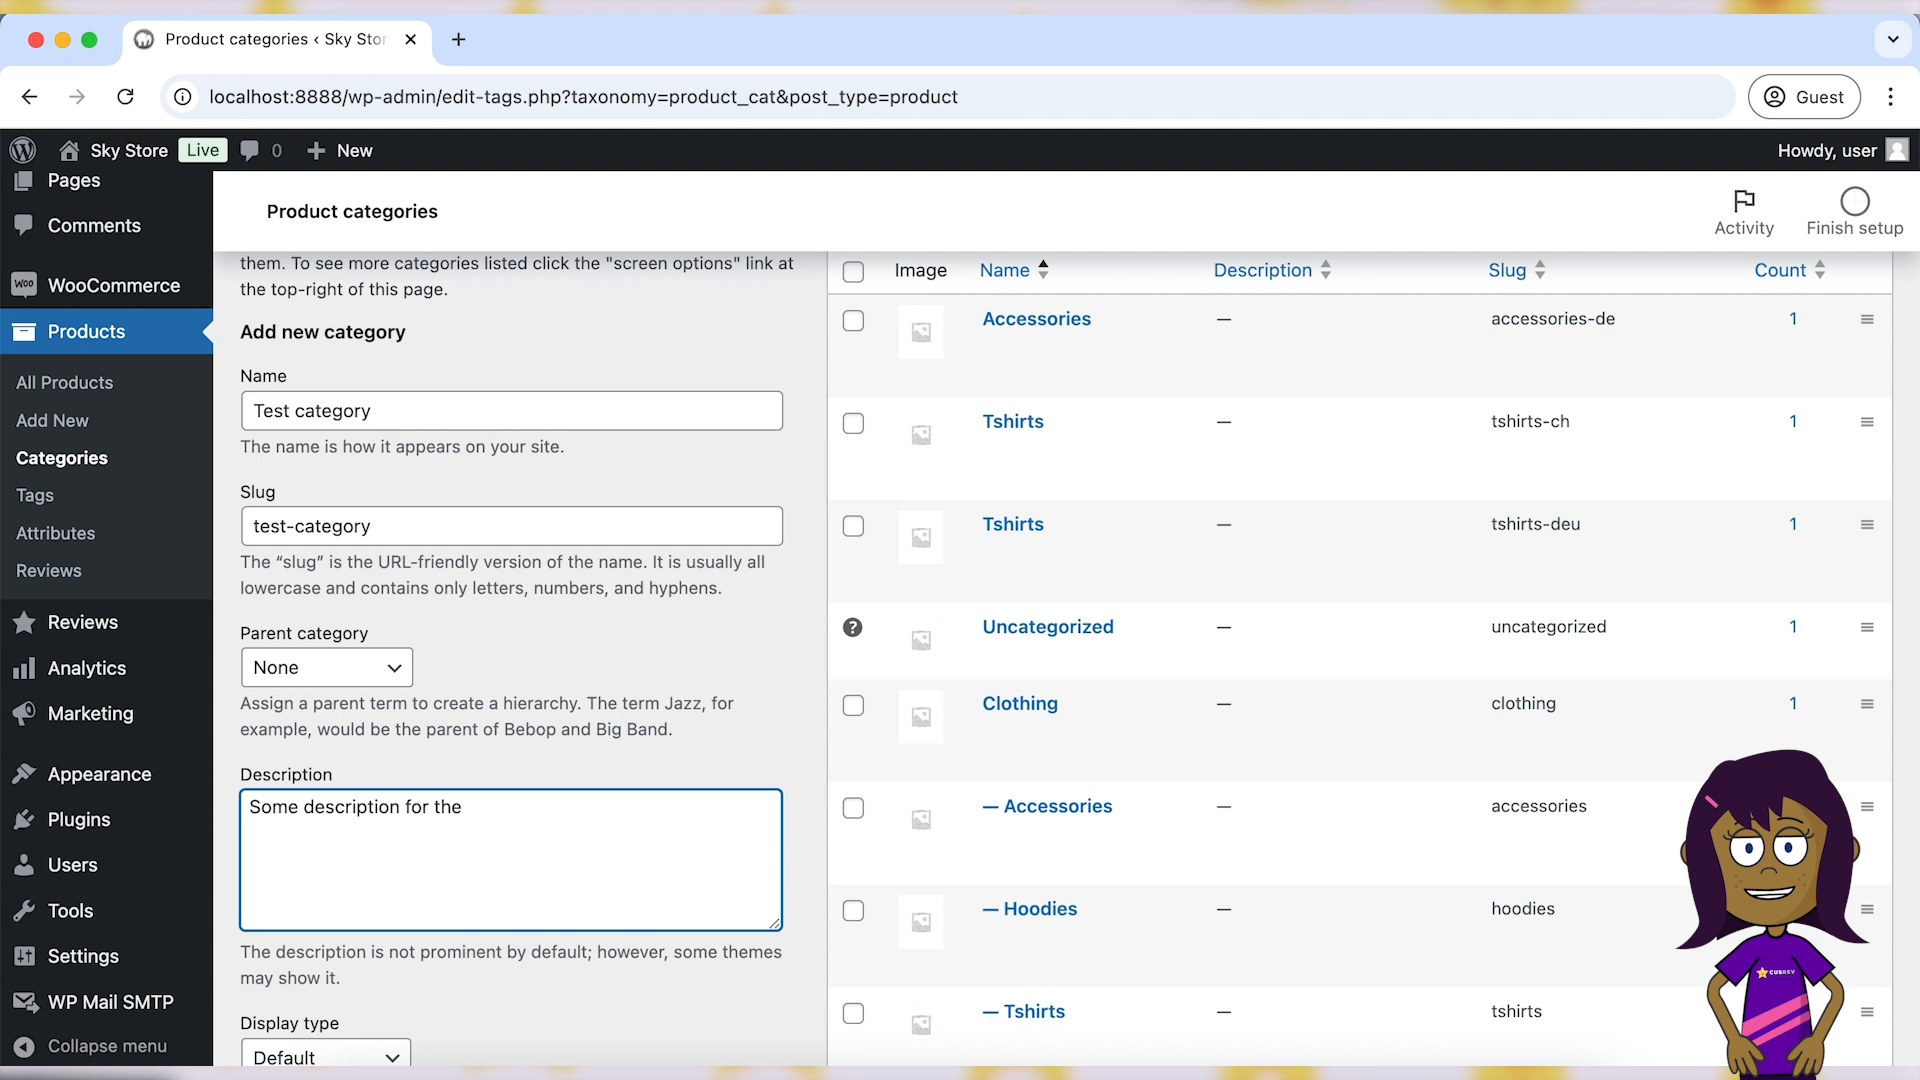 Product categories ‹ Sky Stor
localhost:8888/wp-admin/edit-tags.php?taxonomy=product_cat&post_type=product
Guest
Sky Store
Live
0
New
Howdy, user
Pages
Comments
WooCommerce
Products
All Products
Add New
Categories
Tags
Attributes
Reviews
Reviews
Analytics
Marketing
Appearance
Plugins
Users
Tools
Settings
WP Mail SMTP
Collapse menu
Product categories
Activity
Finish setup
them. To see more categories listed click the "screen options" link at
the top-right of this page.
Add new category
Name
Test category
The name is how it appears on your site.
Slug
test-category
The “slug” is the URL-friendly version of the name. It is usually all
lowercase and contains only letters, numbers, and hyphens.
Parent category
None
Assign a parent term to create a hierarchy. The term Jazz, for
example, would be the parent of Bebop and Big Band.
Description
Some description for the
The description is not prominent by default; however, some themes
may show it.
Display type
Default
Image Name Description Slug Count
Accessories — accessories-de 1
Tshirts — tshirts-ch 1
Tshirts — tshirts-deu 1
Uncategorized — uncategorized 1
Clothing — clothing 1
— Accessories — accessories
— Hoodies — hoodies
— Tshirts — tshirts
CUSREV